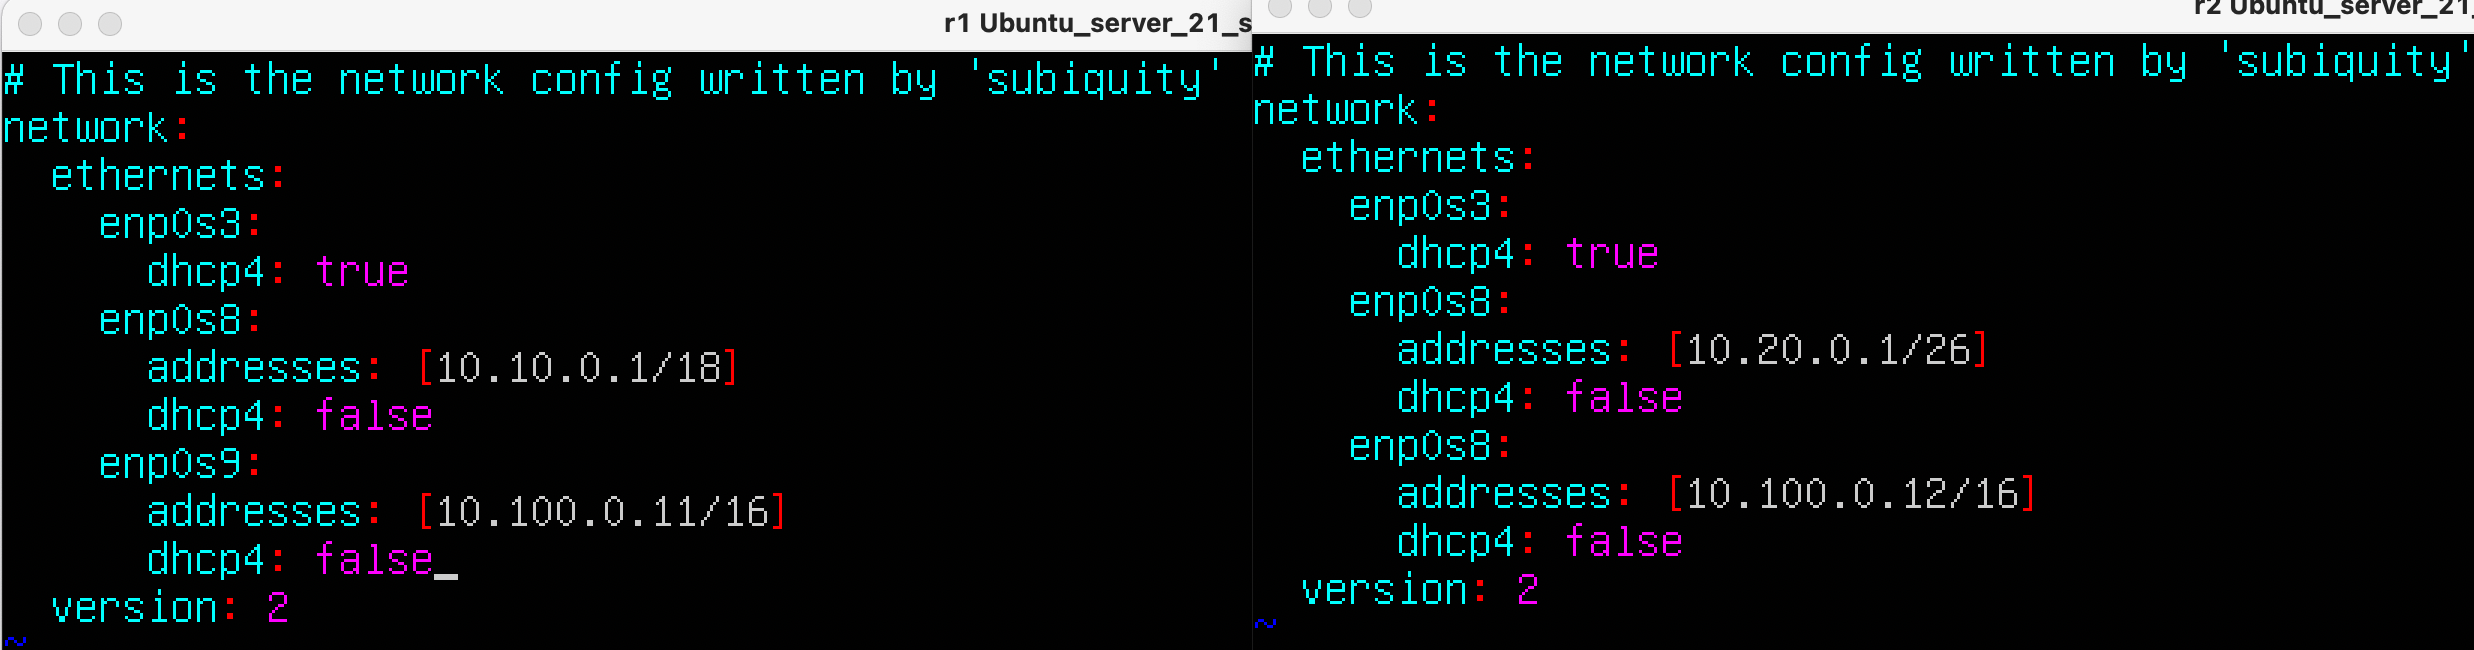 r1 Ubuntu_server_21_s
# This is the network config written by 'subiquity'
network:
  ethernets:
    enp0s3:
      dhcp4: true
    enp0s8:
      addresses: [10.10.0.1/18]
      dhcp4: false
    enp0s9:
      addresses: [10.100.0.11/16]
      dhcp4: false_
  version: 2
~
r2 Ubuntu_server_21_
# This is the network config written by 'subiquity'
network:
  ethernets:
    enp0s3:
      dhcp4: true
    enp0s8:
      addresses: [10.20.0.1/26]
      dhcp4: false
    enp0s8:
      addresses: [10.100.0.12/16]
      dhcp4: false
  version: 2
~